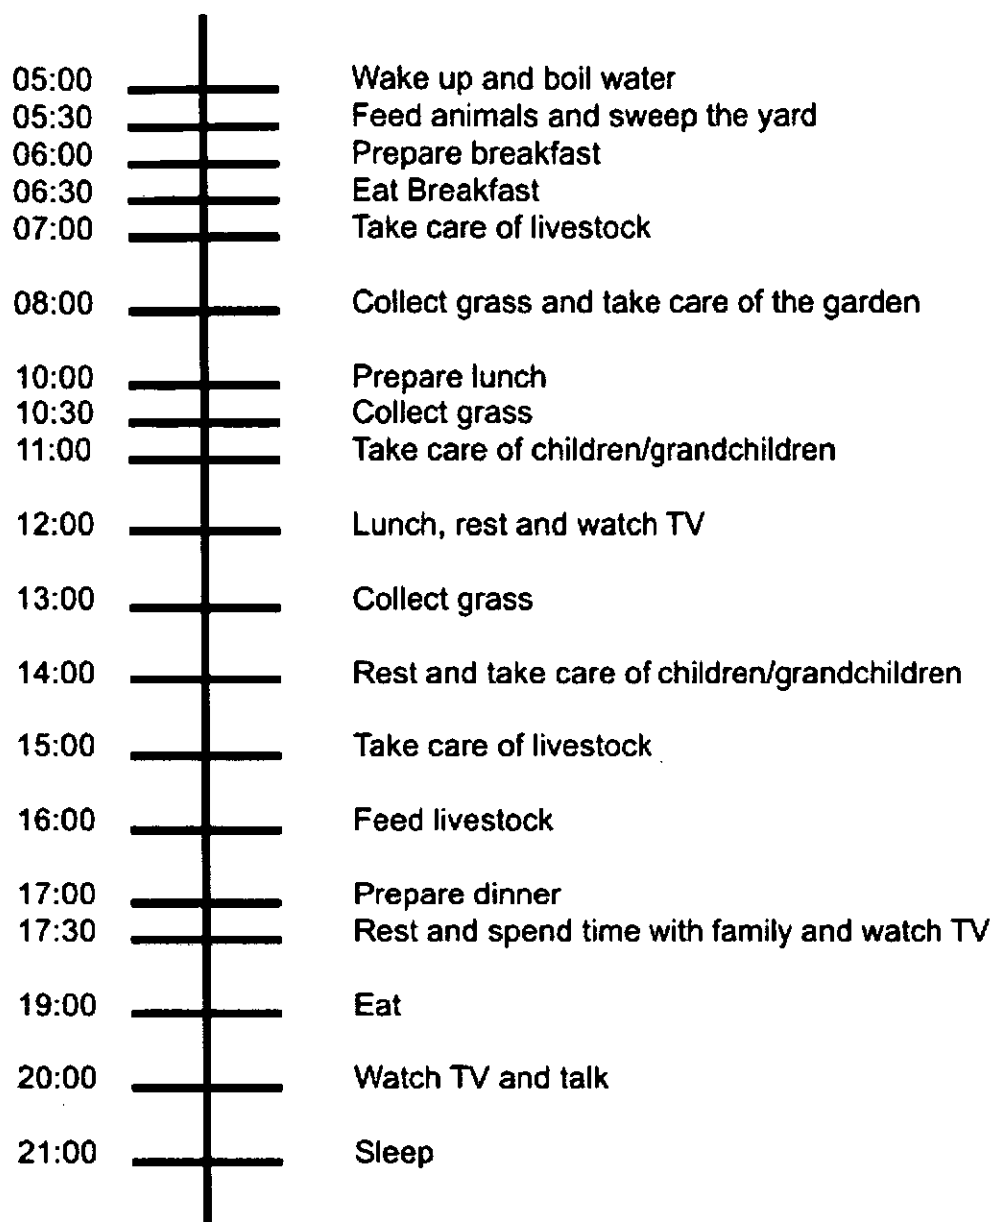 05:00 Wake up and boil water
05:30 Feed animals and sweep the yard
06:00 Prepare breakfast
06:30 Eat Breakfast
07:00 Take care of livestock
08:00 Collect grass and take care of the garden
10:00 Prepare lunch
10:30 Collect grass
11:00 Take care of children/grandchildren
12:00 Lunch, rest and watch TV
13:00 Collect grass
14:00 Rest and take care of children/grandchildren
15:00 Take care of livestock
16:00 Feed livestock
17:00 Prepare dinner
17:30 Rest and spend time with family and watch TV
19:00 Eat
20:00 Watch TV and talk
21:00 Sleep